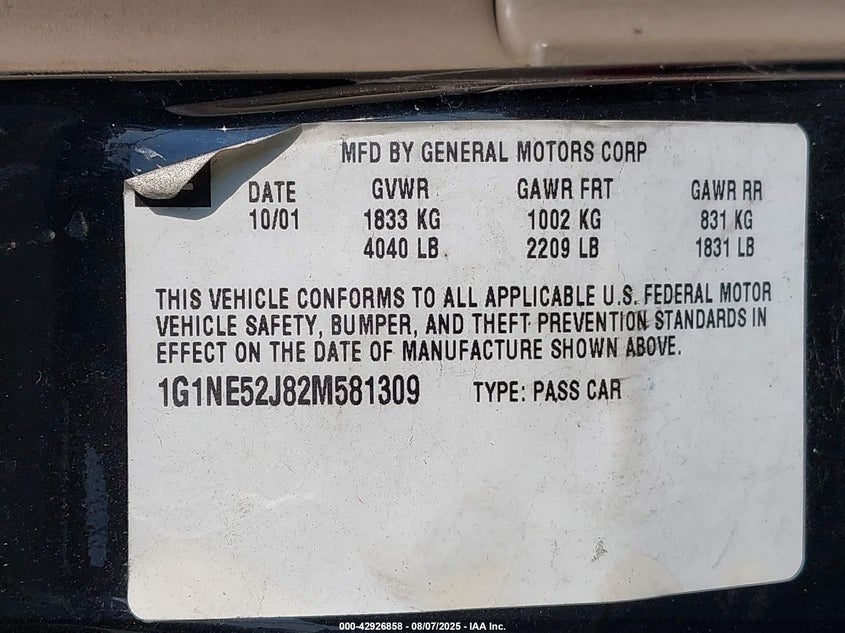 MFD BY GENERAL MOTORS CORP
DATE GVWR GAWR FRT GAWR RR
10/01 1833 KG 1002 KG 831 KG
4040 LB 2209 LB 1831 LB
THIS VEHICLE CONFORMS TO ALL APPLICABLE U.S. FEDERAL MOTOR
VEHICLE SAFETY, BUMPER, AND THEFT PREVENTION STANDARDS IN
EFFECT ON THE DATE OF MANUFACTURE SHOWN ABOVE.
1G1NE52J82M581309 TYPE: PASS CAR
000-42926858 - 08/07/2025 - IAA Inc.